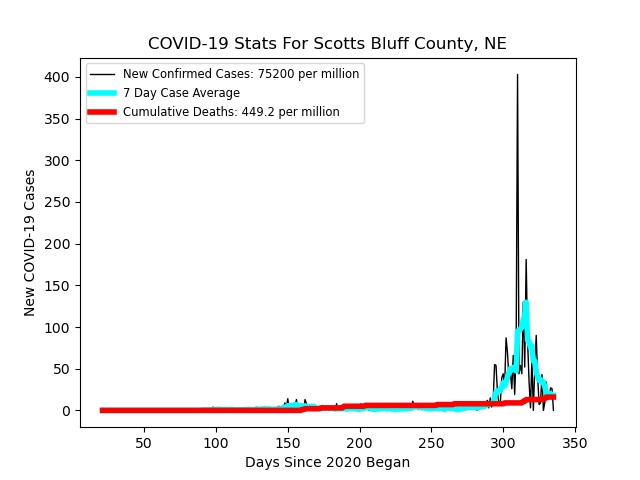 COVID-19 Stats For Scotts Bluff County, NE
New Confirmed Cases: 75200 per million
7 Day Case Average
Cumulative Deaths: 449.2 per million
New COVID-19 Cases
400
350
300
250
200
150
100
50
0
50 100 150 200 250 300 350
Days Since 2020 Began